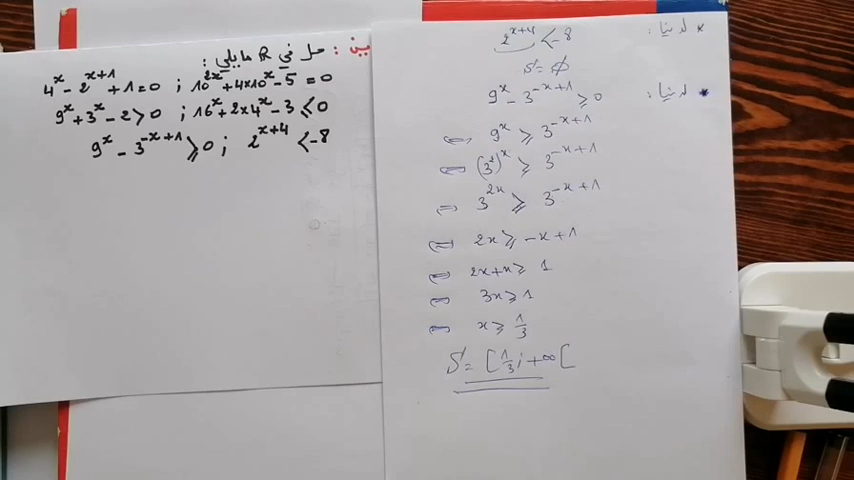 حل في R ما يلي :
4^x - 2^{x+1} + 1 = 0 ; 10^{2x} + 4×10^x - 5 = 0
9^x + 3^x - 2 > 0 ; 16^x + 2×4^x - 3 ≤ 0
9^x - 3^{-x+1} ≥ 0 ; 2^{x+4} < -8
* لدينا : 2^{x+4} < -8
S = ∅
* لدينا : 9^x - 3^{-x+1} ≥ 0
⇔ 9^x ≥ 3^{-x+1}
⇔ (3^2)^x ≥ 3^{-x+1}
⇔ 3^{2x} ≥ 3^{-x+1}
⇔ 2x ≥ -x+1
⇔ 2x+x ≥ 1
⇔ 3x ≥ 1
⇔ x ≥ 1/3
S = [1/3 ; +∞[